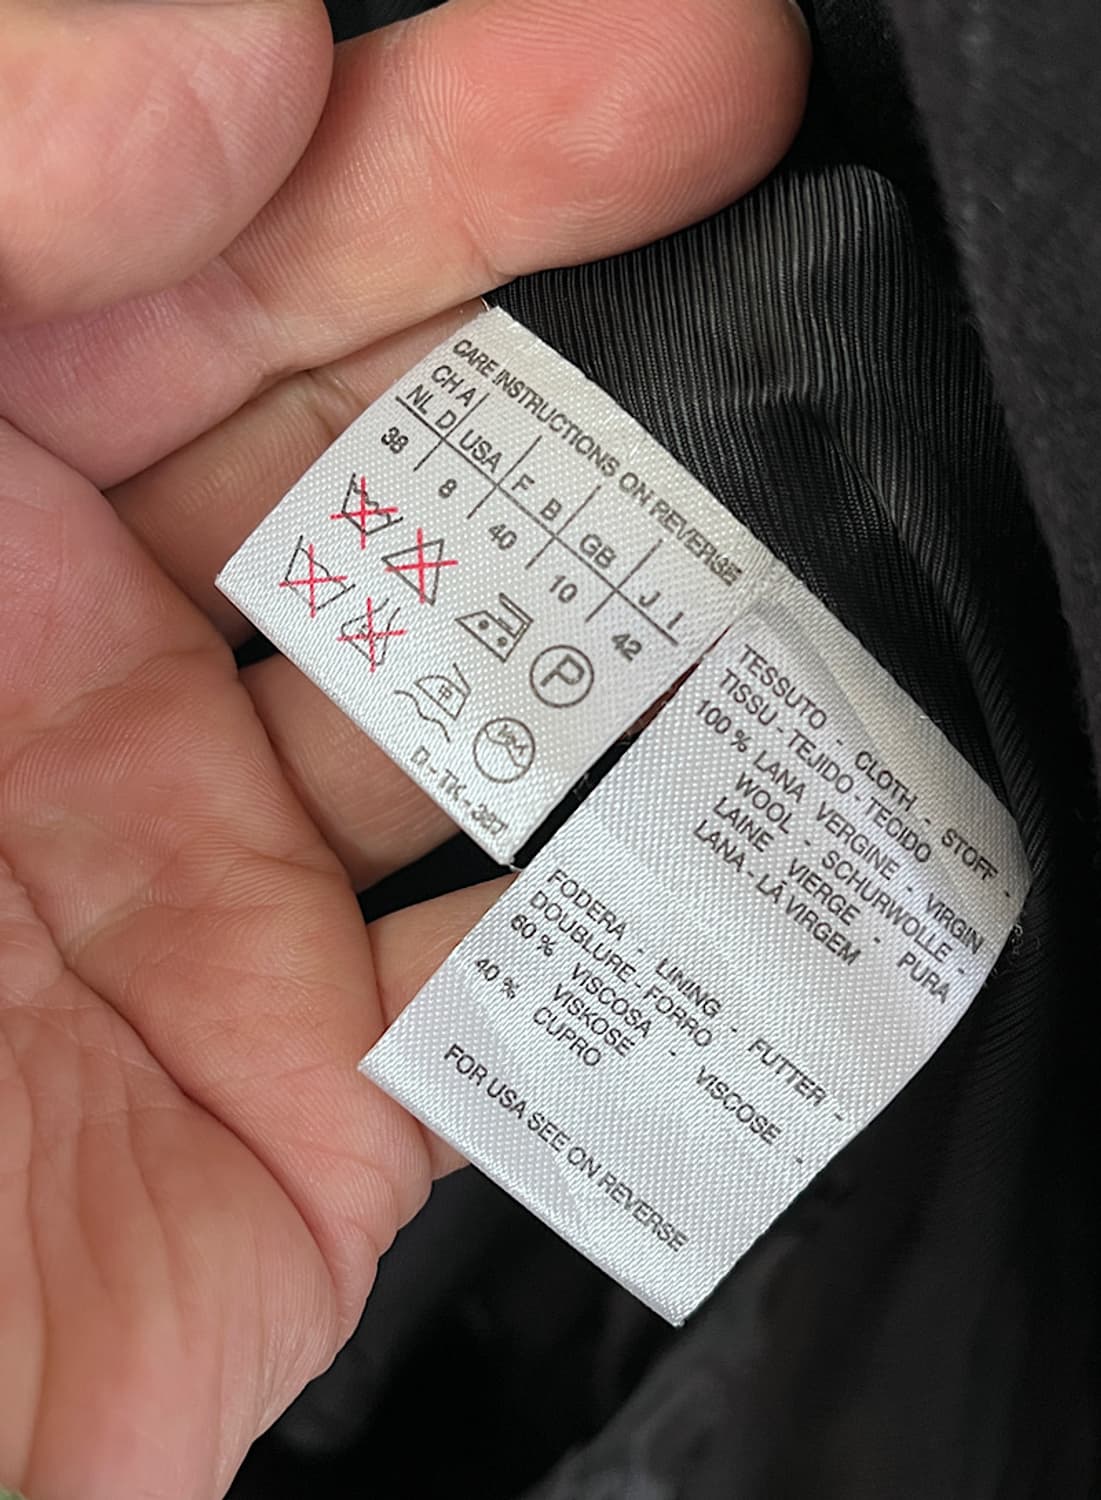 CARE INSTRUCTIONS ON REVERSE
CH A
NL D USA F B GB J I
38 8 40 10 42
P
D-TK-387
TESSUTO - CLOTH - STOFF -
TISSU - TEJIDO - TECIDO
100 % LANA VERGINE - VIRGIN
WOOL - SCHURWOLLE -
LAINE VIERGE - PURA
LANA - LÃ VIRGEM
FODERA - LINING - FUTTER -
DOUBLURE - FORRO
60 % VISCOSA - VISCOSE -
VISKOSE
40 % CUPRO
FOR USA SEE ON REVERSE